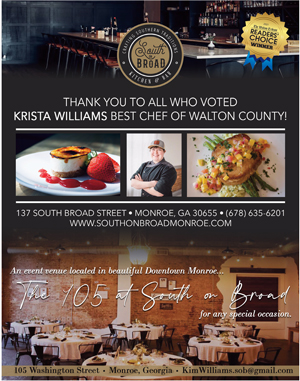 SHARING SOUTHERN TRADITIONS
South
ON
BROAD
KITCHEN & BAR
READERS'
CHOICE
WINNER
THANK YOU TO ALL WHO VOTED
KRISTA WILLIAMS BEST CHEF OF WALTON COUNTY!
137 SOUTH BROAD STREET • MONROE, GA 30655 • (678) 635-6201
WWW.SOUTHONBROADMONROE.COM
An event venue located in beautiful Downtown Monroe...
The 105 at South on Broad
for any special occasion.
105 Washington Street • Monroe, Georgia • KimWilliams.sob@gmail.com